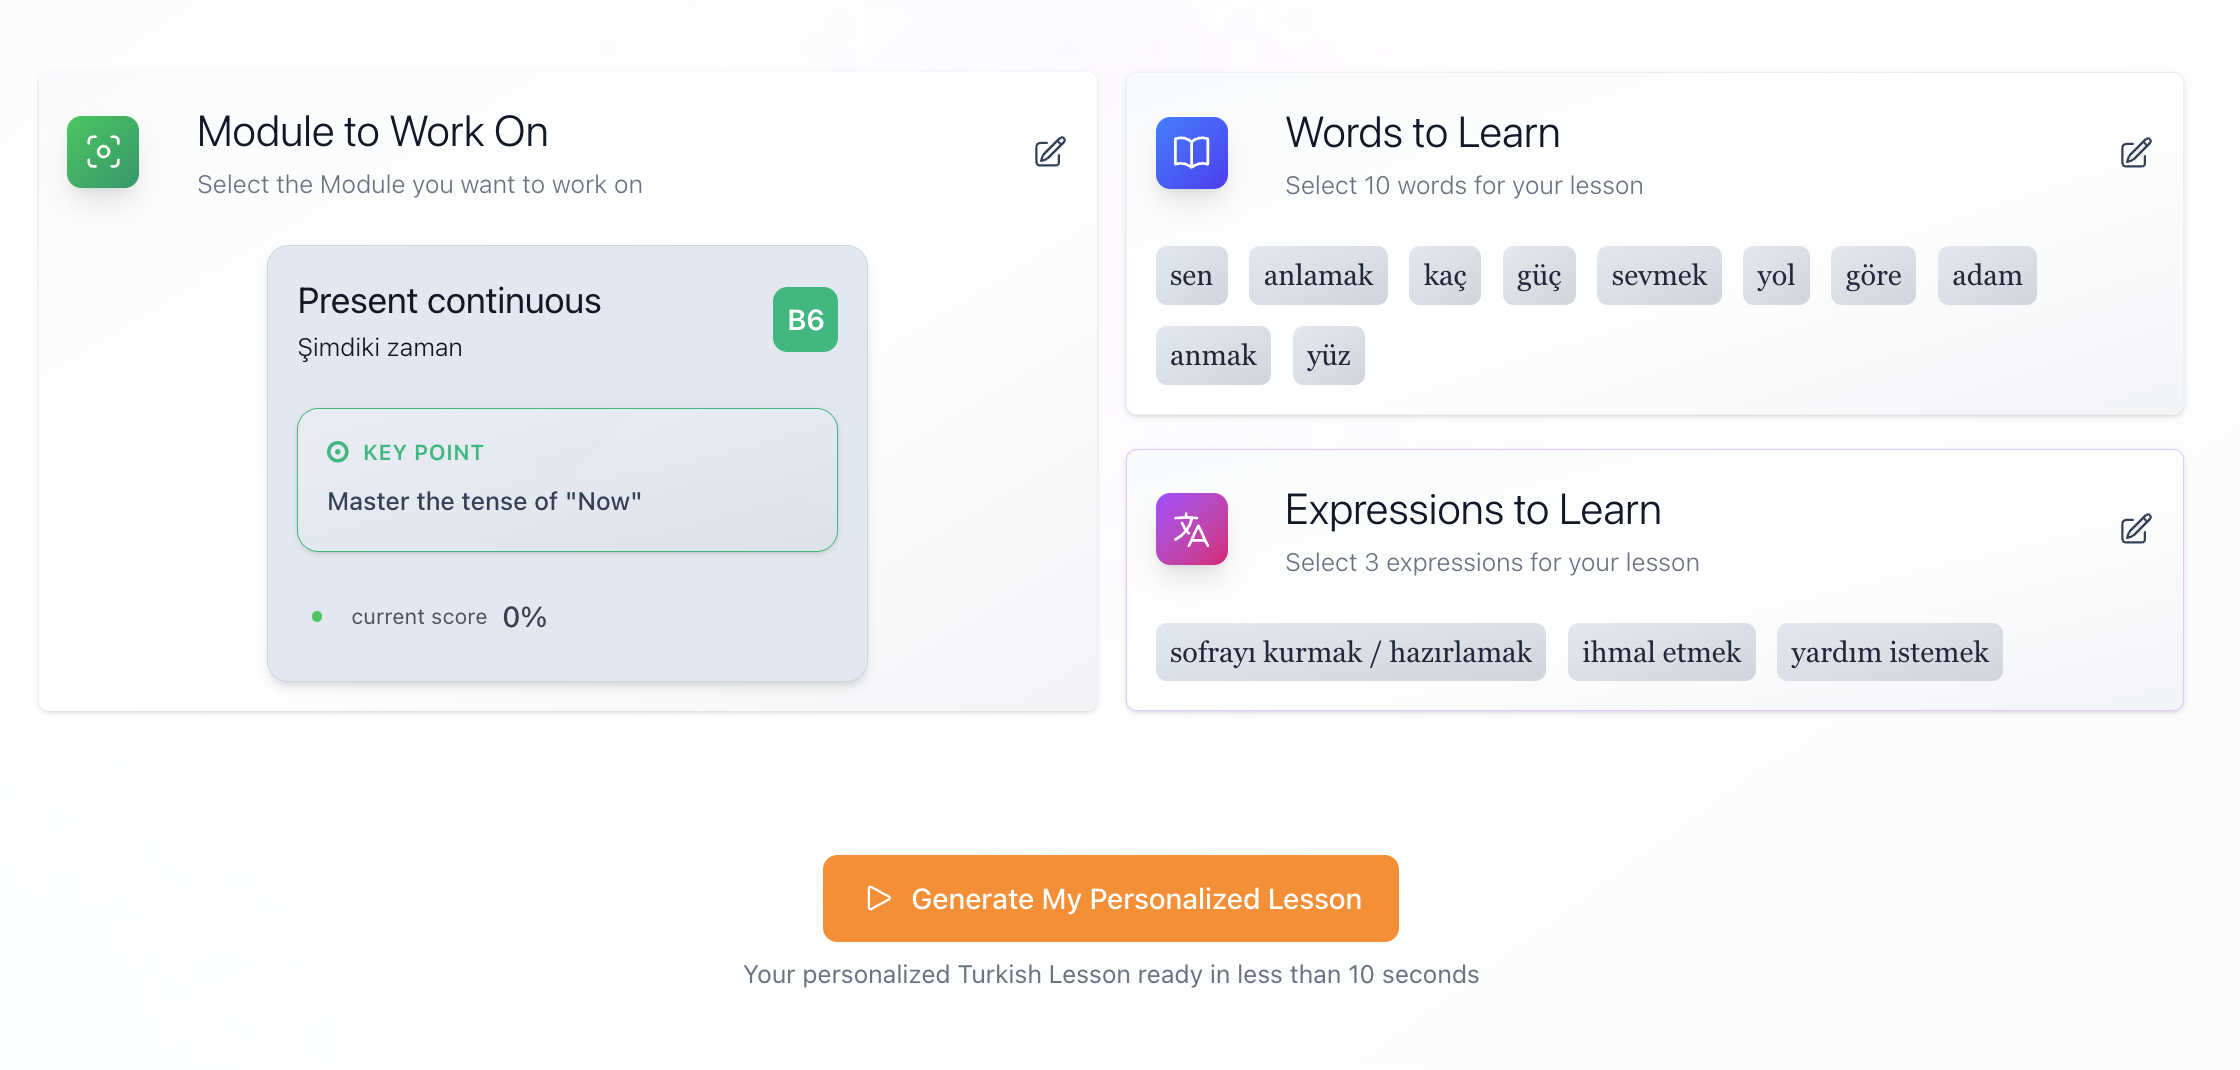 Module to Work On
Select the Module you want to work on
Present continuous
Şimdiki zaman
B6
KEY POINT
Master the tense of "Now"
current score 0%
Words to Learn
Select 10 words for your lesson
sen anlamak kaç güç sevmek yol göre adam
anmak yüz
Expressions to Learn
Select 3 expressions for your lesson
sofrayı kurmak / hazırlamak ihmal etmek yardım istemek
Generate My Personalized Lesson
Your personalized Turkish Lesson ready in less than 10 seconds